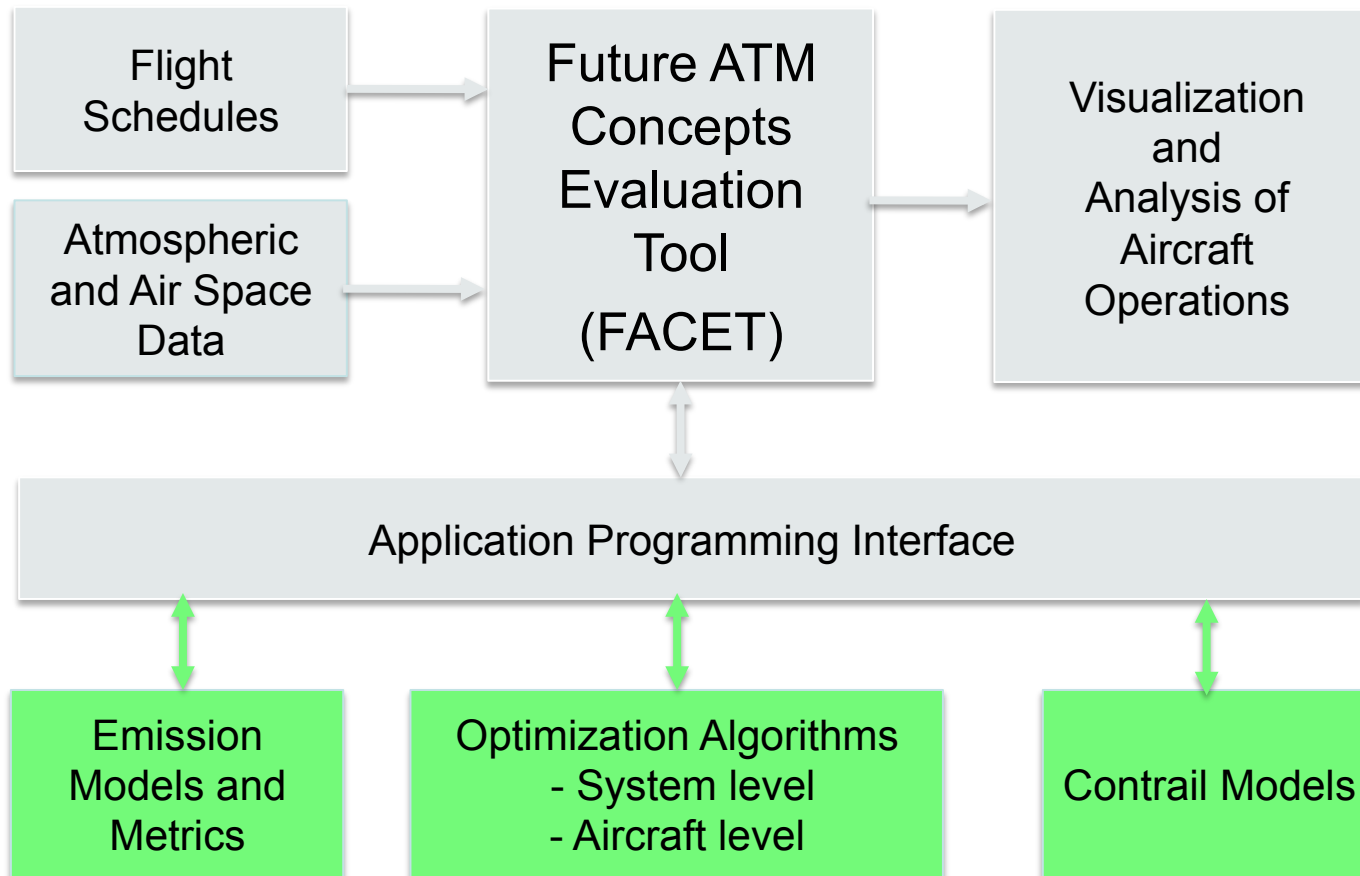 Flight
Schedules
Atmospheric
and Air Space
Data
Future ATM
Concepts
Evaluation
Tool
(FACET)
Visualization
and
Analysis of
Aircraft
Operations
Application Programming Interface
Emission
Models and
Metrics
Optimization Algorithms
- System level
- Aircraft level
Contrail Models